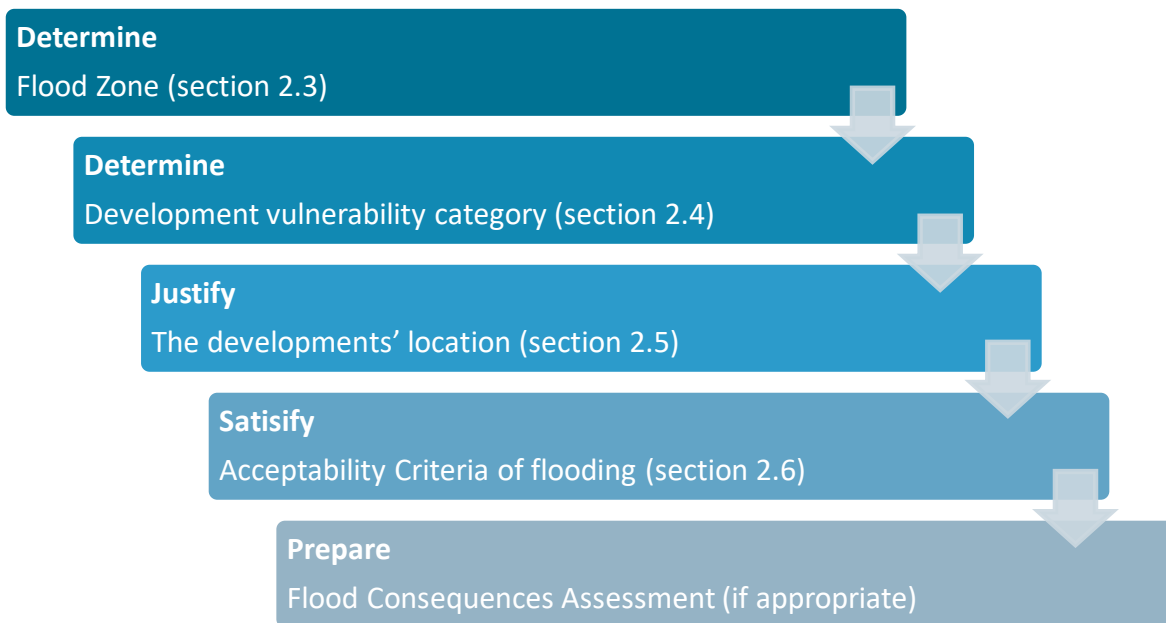 Determine
Flood Zone (section 2.3)
Determine
Development vulnerability category (section 2.4)
Justify
The developments’ location (section 2.5)
Satisify
Acceptability Criteria of flooding (section 2.6)
Prepare
Flood Consequences Assessment (if appropriate)